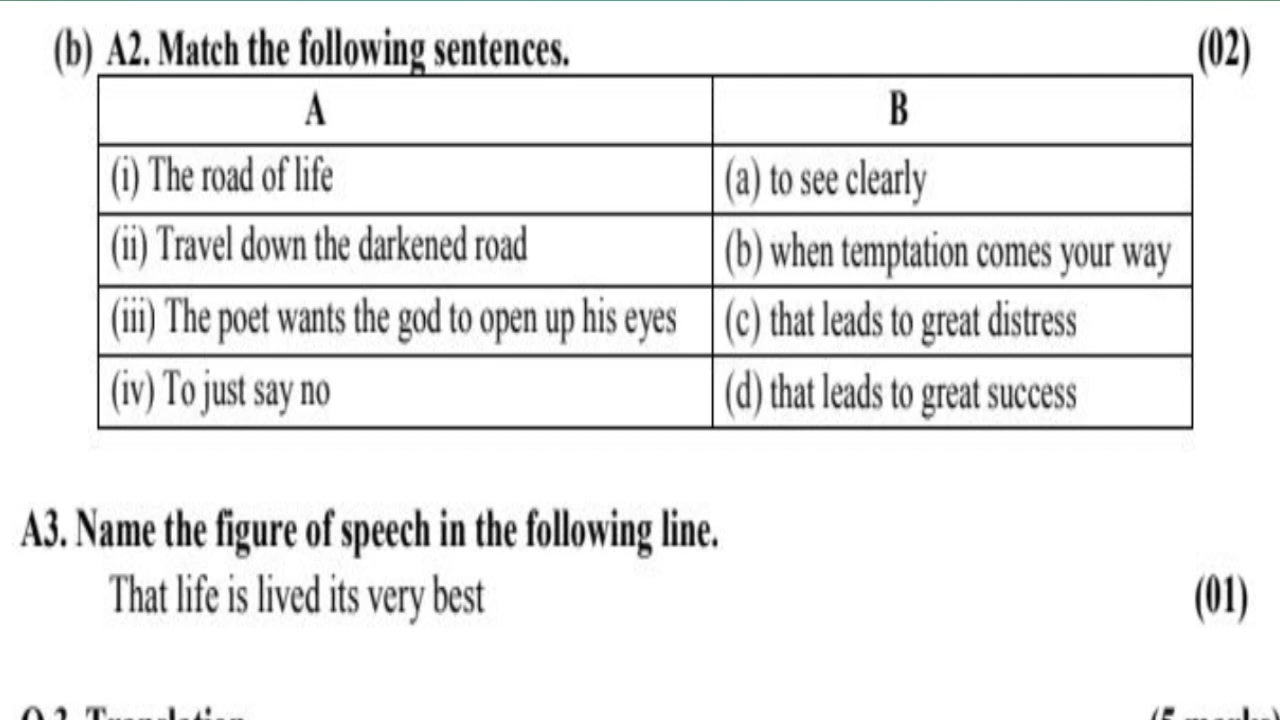 (b) A2. Match the following sentences. (02)
A B
(i) The road of life (a) to see clearly
(ii) Travel down the darkened road (b) when temptation comes your way
(iii) The poet wants the god to open up his eyes (c) that leads to great distress
(iv) To just say no (d) that leads to great success
A3. Name the figure of speech in the following line.
That life is lived its very best (01)